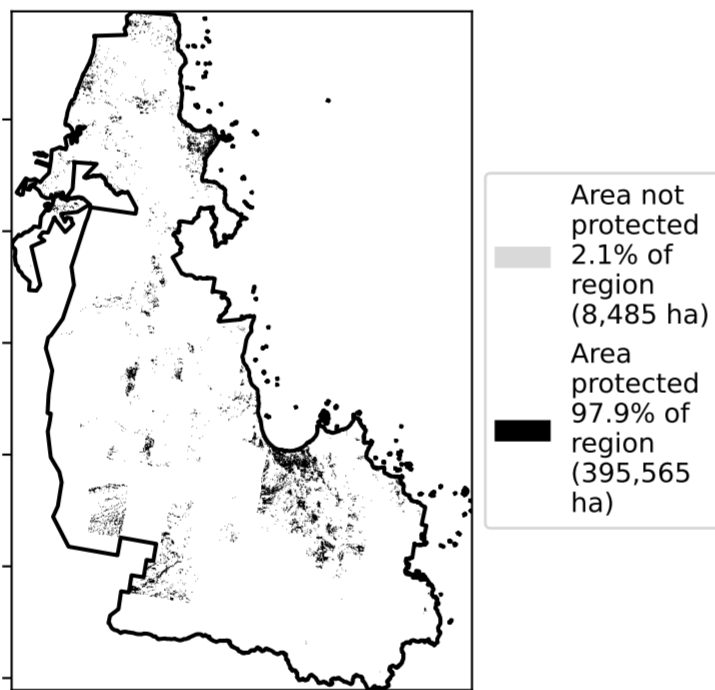 Area not
protected
2.1% of
region
(8,485 ha)
Area
protected
97.9% of
region
(395,565
ha)